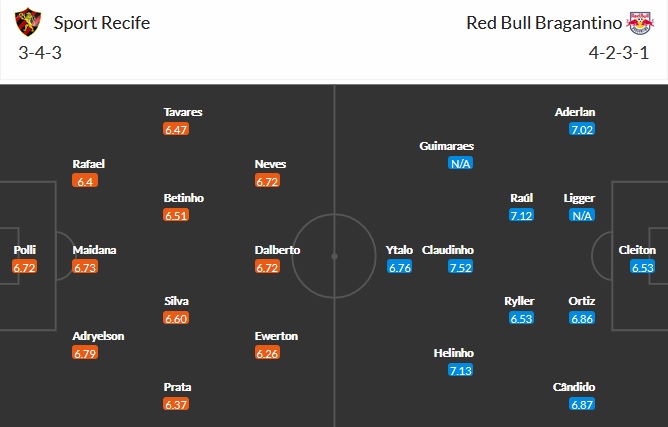 Sport Recife
3-4-3
Red Bull Bragantino
4-2-3-1
Polli
6.72
Rafael
6.4
Maidana
6.73
Adryelson
6.79
Tavares
6.47
Betinho
6.51
Silva
6.60
Prata
6.37
Neves
6.72
Dalberto
6.72
Ewerton
6.26
Ytalo
6.76
Guimaraes
N/A
Claudinho
7.52
Helinho
7.13
Raúl
7.12
Ryller
6.53
Aderlan
7.02
Ligger
N/A
Ortiz
6.86
Cândido
6.87
Cleiton
6.53